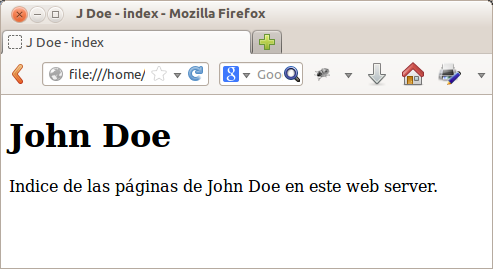 J Doe - index - Mozilla Firefox
J Doe - index
file:///home/ Goo
John Doe
Indice de las páginas de John Doe en este web server.